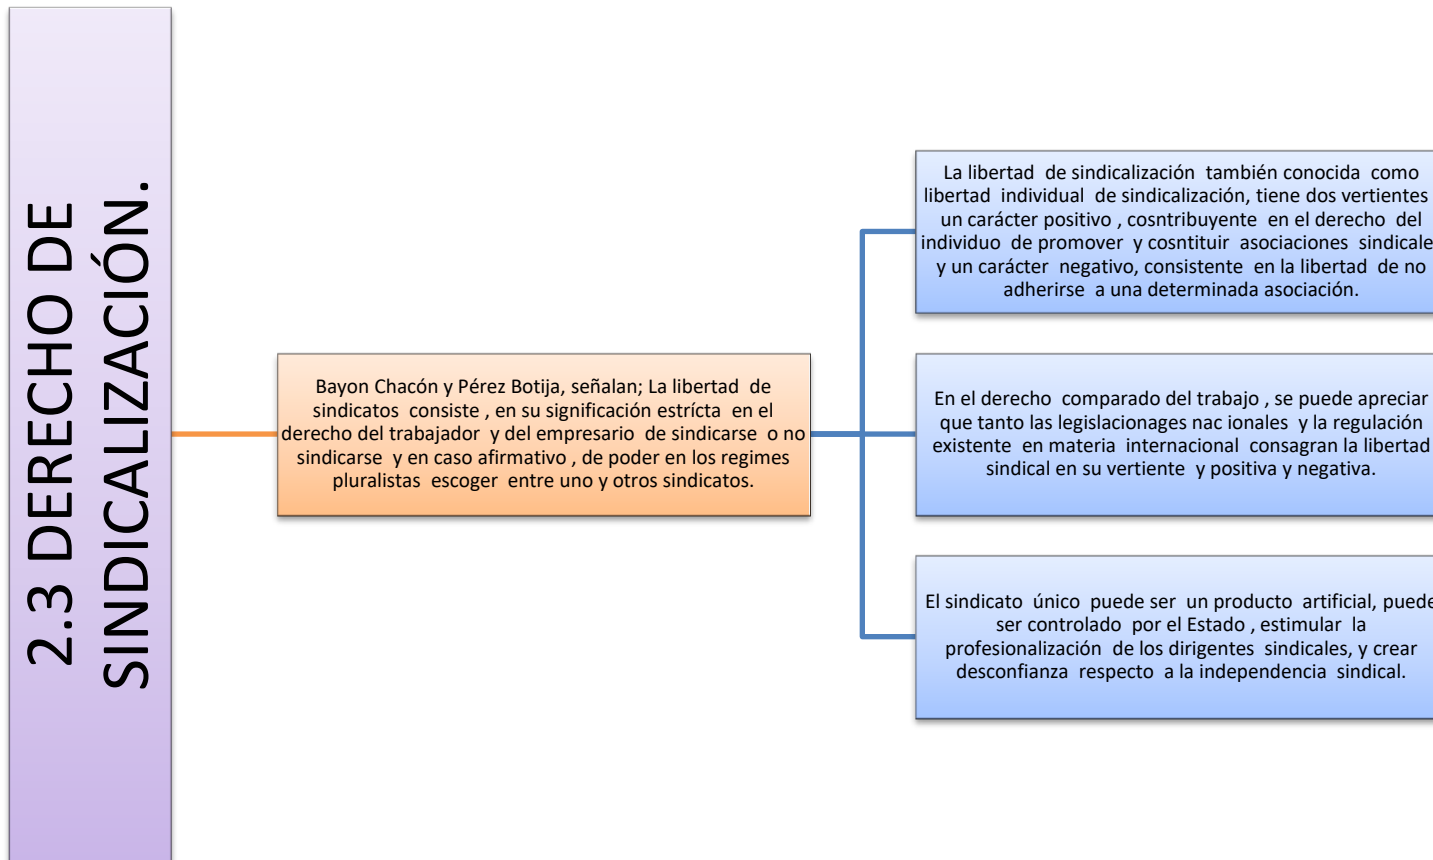 2.3 DERECHO DE
SINDICALIZACIÓN.
Bayon Chacón y Pérez Botija, señalan; La libertad de
sindicatos consiste , en su significación estrícta en el
derecho del trabajador y del empresario de sindicarse o no
sindicarse y en caso afirmativo , de poder en los regimes
pluralistas escoger entre uno y otros sindicatos.
La libertad de sindicalización también conocida como
libertad individual de sindicalización, tiene dos vertientes
un carácter positivo , cosntribuyente en el derecho del
individuo de promover y cosntituir asociaciones sindicale
y un carácter negativo, consistente en la libertad de no
adherirse a una determinada asociación.
En el derecho comparado del trabajo , se puede apreciar
que tanto las legislacionages nac ionales y la regulación
existente en materia internacional consagran la libertad
sindical en su vertiente y positiva y negativa.
El sindicato único puede ser un producto artificial, puede
ser controlado por el Estado , estimular la
profesionalización de los dirigentes sindicales, y crear
desconfianza respecto a la independencia sindical.